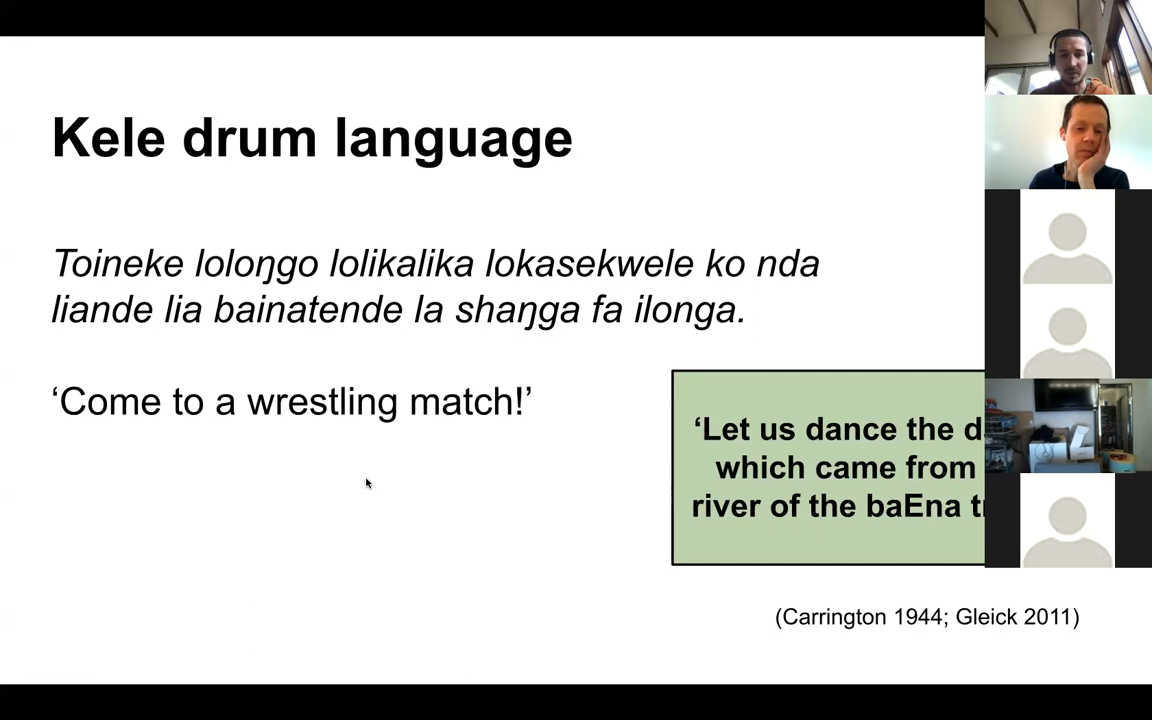 Kele drum language
Toineke loloŋgo lolikalika lokasekwele ko nda
liande lia bainatende la shaŋga fa ilonga.
‘Come to a wrestling match!’
‘Let us dance the
which came from
river of the baEna
(Carrington 1944; Gleick 2011)